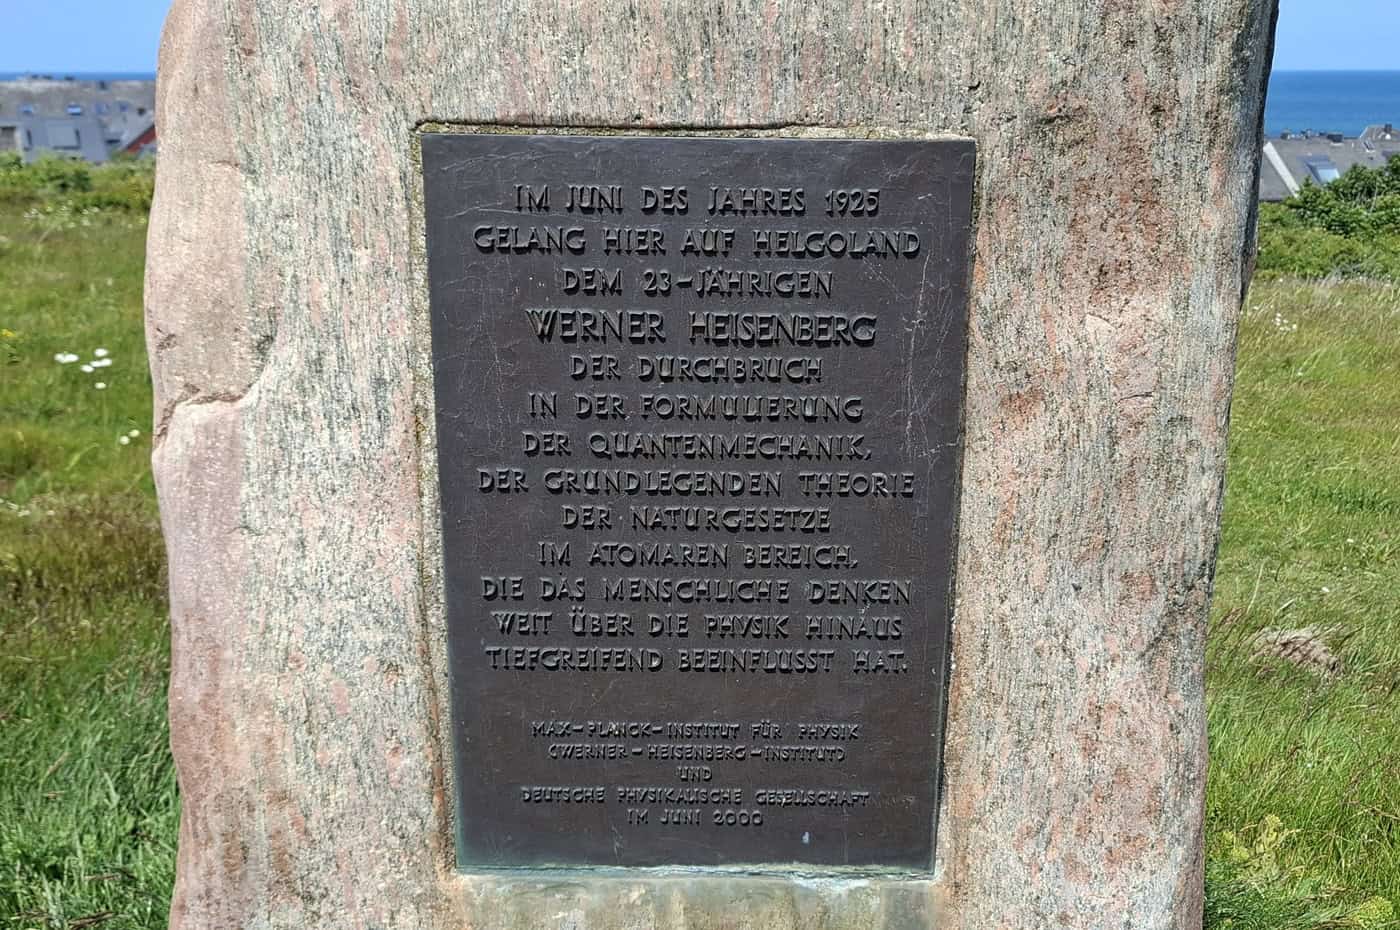 IM JUNI DES JAHRES 1925
GELANG HIER AUF HELGOLAND
DEM 23-JÄHRIGEN
WERNER HEISENBERG
DER DURCHBRUCH
IN DER FORMULIERUNG
DER QUANTENMECHANIK,
DER GRUNDLEGENDEN THEORIE
DER NATURGESETZE
IM ATOMAREN BEREICH,
DIE DAS MENSCHLICHE DENKEN
WEIT ÜBER DIE PHYSIK HINAUS
TIEFGREIFEND BEEINFLUSST HAT.
MAX-PLANCK-INSTITUT FÜR PHYSIK
(WERNER-HEISENBERG-INSTITUT)
UND
DEUTSCHE PHYSIKALISCHE GESELLSCHAFT
IM JUNI 2000